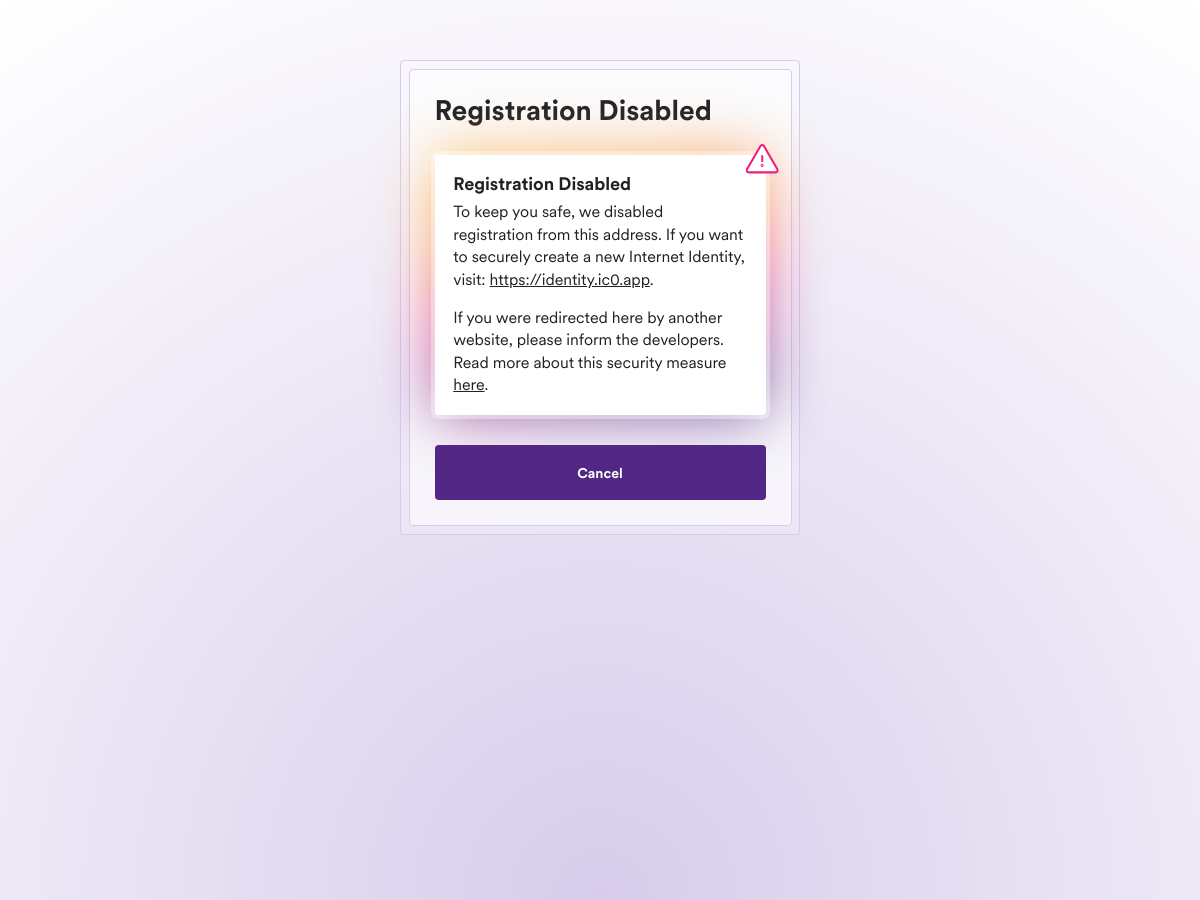 Registration Disabled
Registration Disabled
To keep you safe, we disabled
registration from this address. If you want
to securely create a new Internet Identity,
visit: https://identity.ic0.app.
If you were redirected here by another
website, please inform the developers.
Read more about this security measure
here.
Cancel